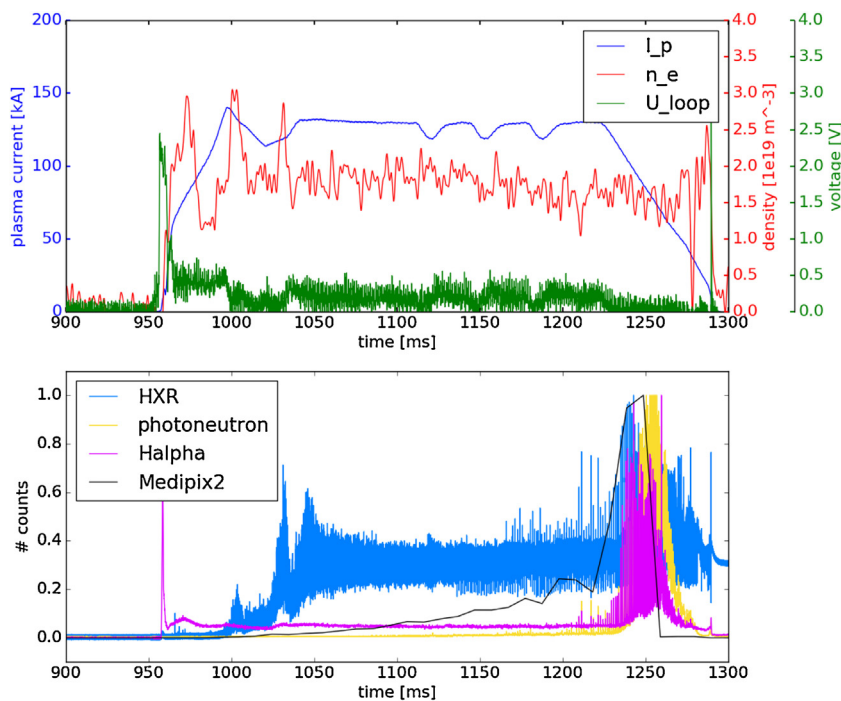 200
150
100
50
0
plasma current [kA]
I_p
n_e
U_loop
4.0
3.5
3.0
2.5
2.0
1.5
1.0
0.5
0.0
density [1e19 m^-3]
4.0
3.5
3.0
2.5
2.0
1.5
1.0
0.5
0.0
voltage [V]
900 950 1000 1050 1100 1150 1200 1250 1300
time [ms]
HXR
photoneutron
Halpha
Medipix2
1.0
0.8
0.6
0.4
0.2
0.0
# counts
900 950 1000 1050 1100 1150 1200 1250 1300
time [ms]